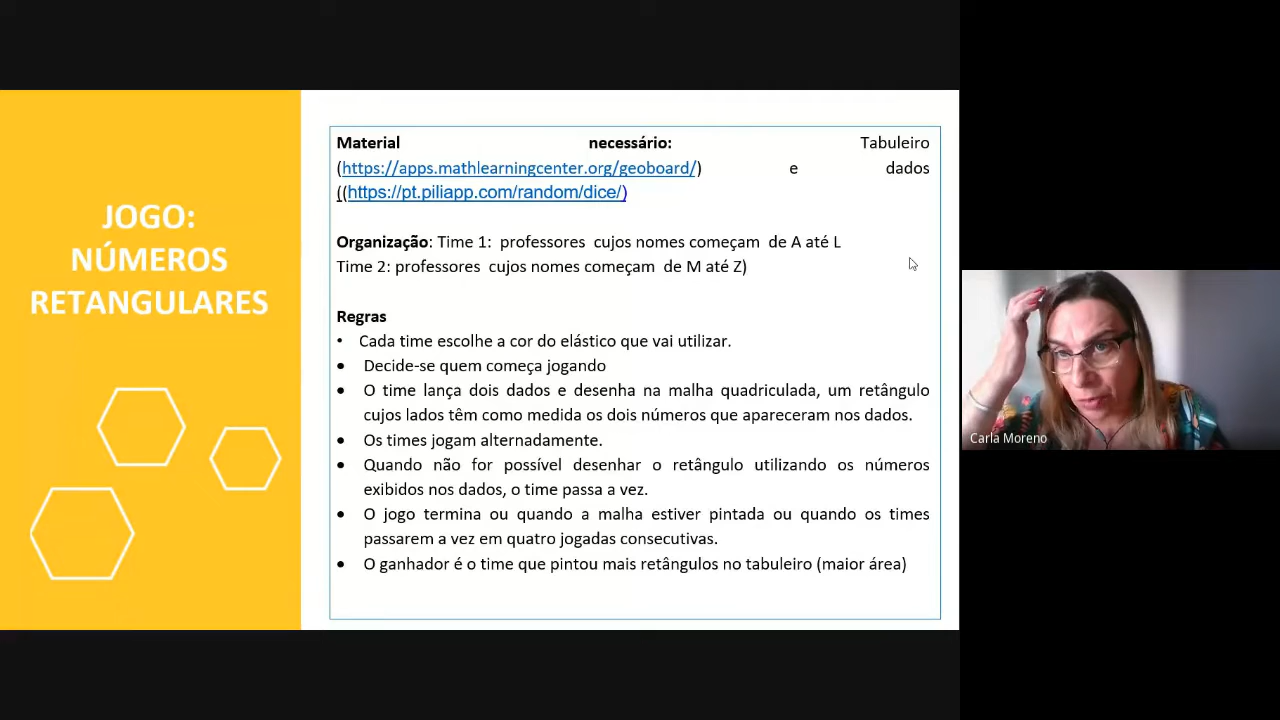 JOGO:
NÚMEROS
RETANGULARES
Material necessário: Tabuleiro
(https://apps.mathlearningcenter.org/geoboard/) e dados
((https://pt.piliapp.com/random/dice/)
Organização: Time 1:  professores  cujos nomes começam  de A até L
Time 2: professores  cujos nomes começam  de M até Z)
Regras
• Cada time escolhe a cor do elástico que vai utilizar.
• Decide-se quem começa jogando
• O time lança dois dados e desenha na malha quadriculada, um retângulo
cujos lados têm como medida os dois números que apareceram nos dados.
• Os times jogam alternadamente.
• Quando não for possível desenhar o retângulo utilizando os números
exibidos nos dados, o time passa a vez.
• O jogo termina ou quando a malha estiver pintada ou quando os times
passarem a vez em quatro jogadas consecutivas.
• O ganhador é o time que pintou mais retângulos no tabuleiro (maior área)
Carla Moreno